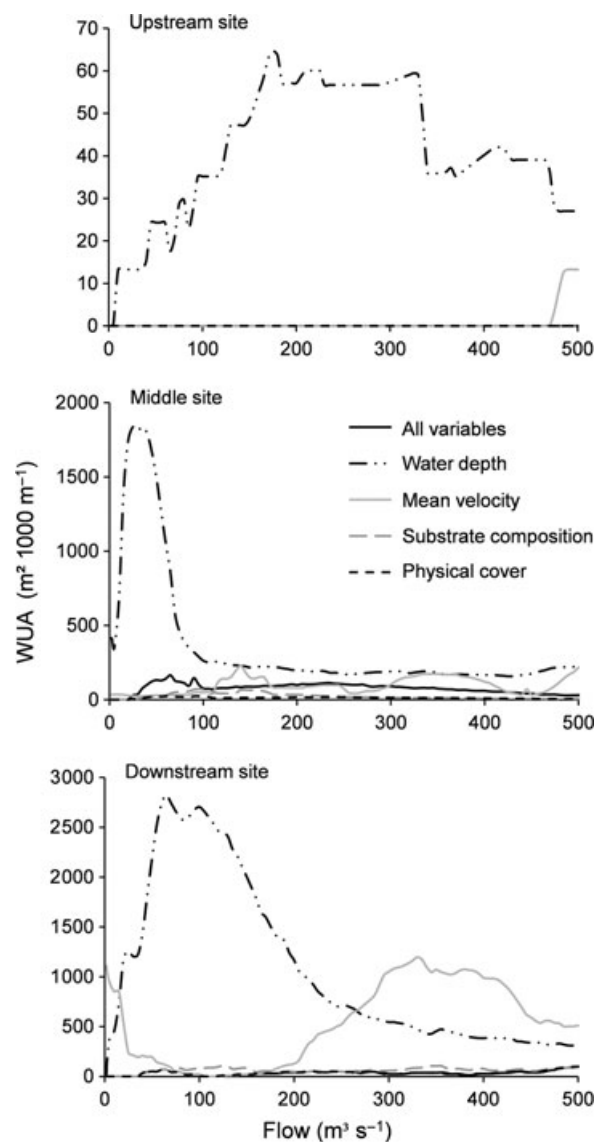 Upstream site
70
60
50
40
30
20
10
0
0 100 200 300 400 500
Middle site
2000
1500
1000
500
0
0 100 200 300 400 500
All variables
Water depth
Mean velocity
Substrate composition
Physical cover
WUA (m² 1000 m⁻¹)
Downstream site
3000
2500
2000
1500
1000
500
0
0 100 200 300 400 500
Flow (m³ s⁻¹)